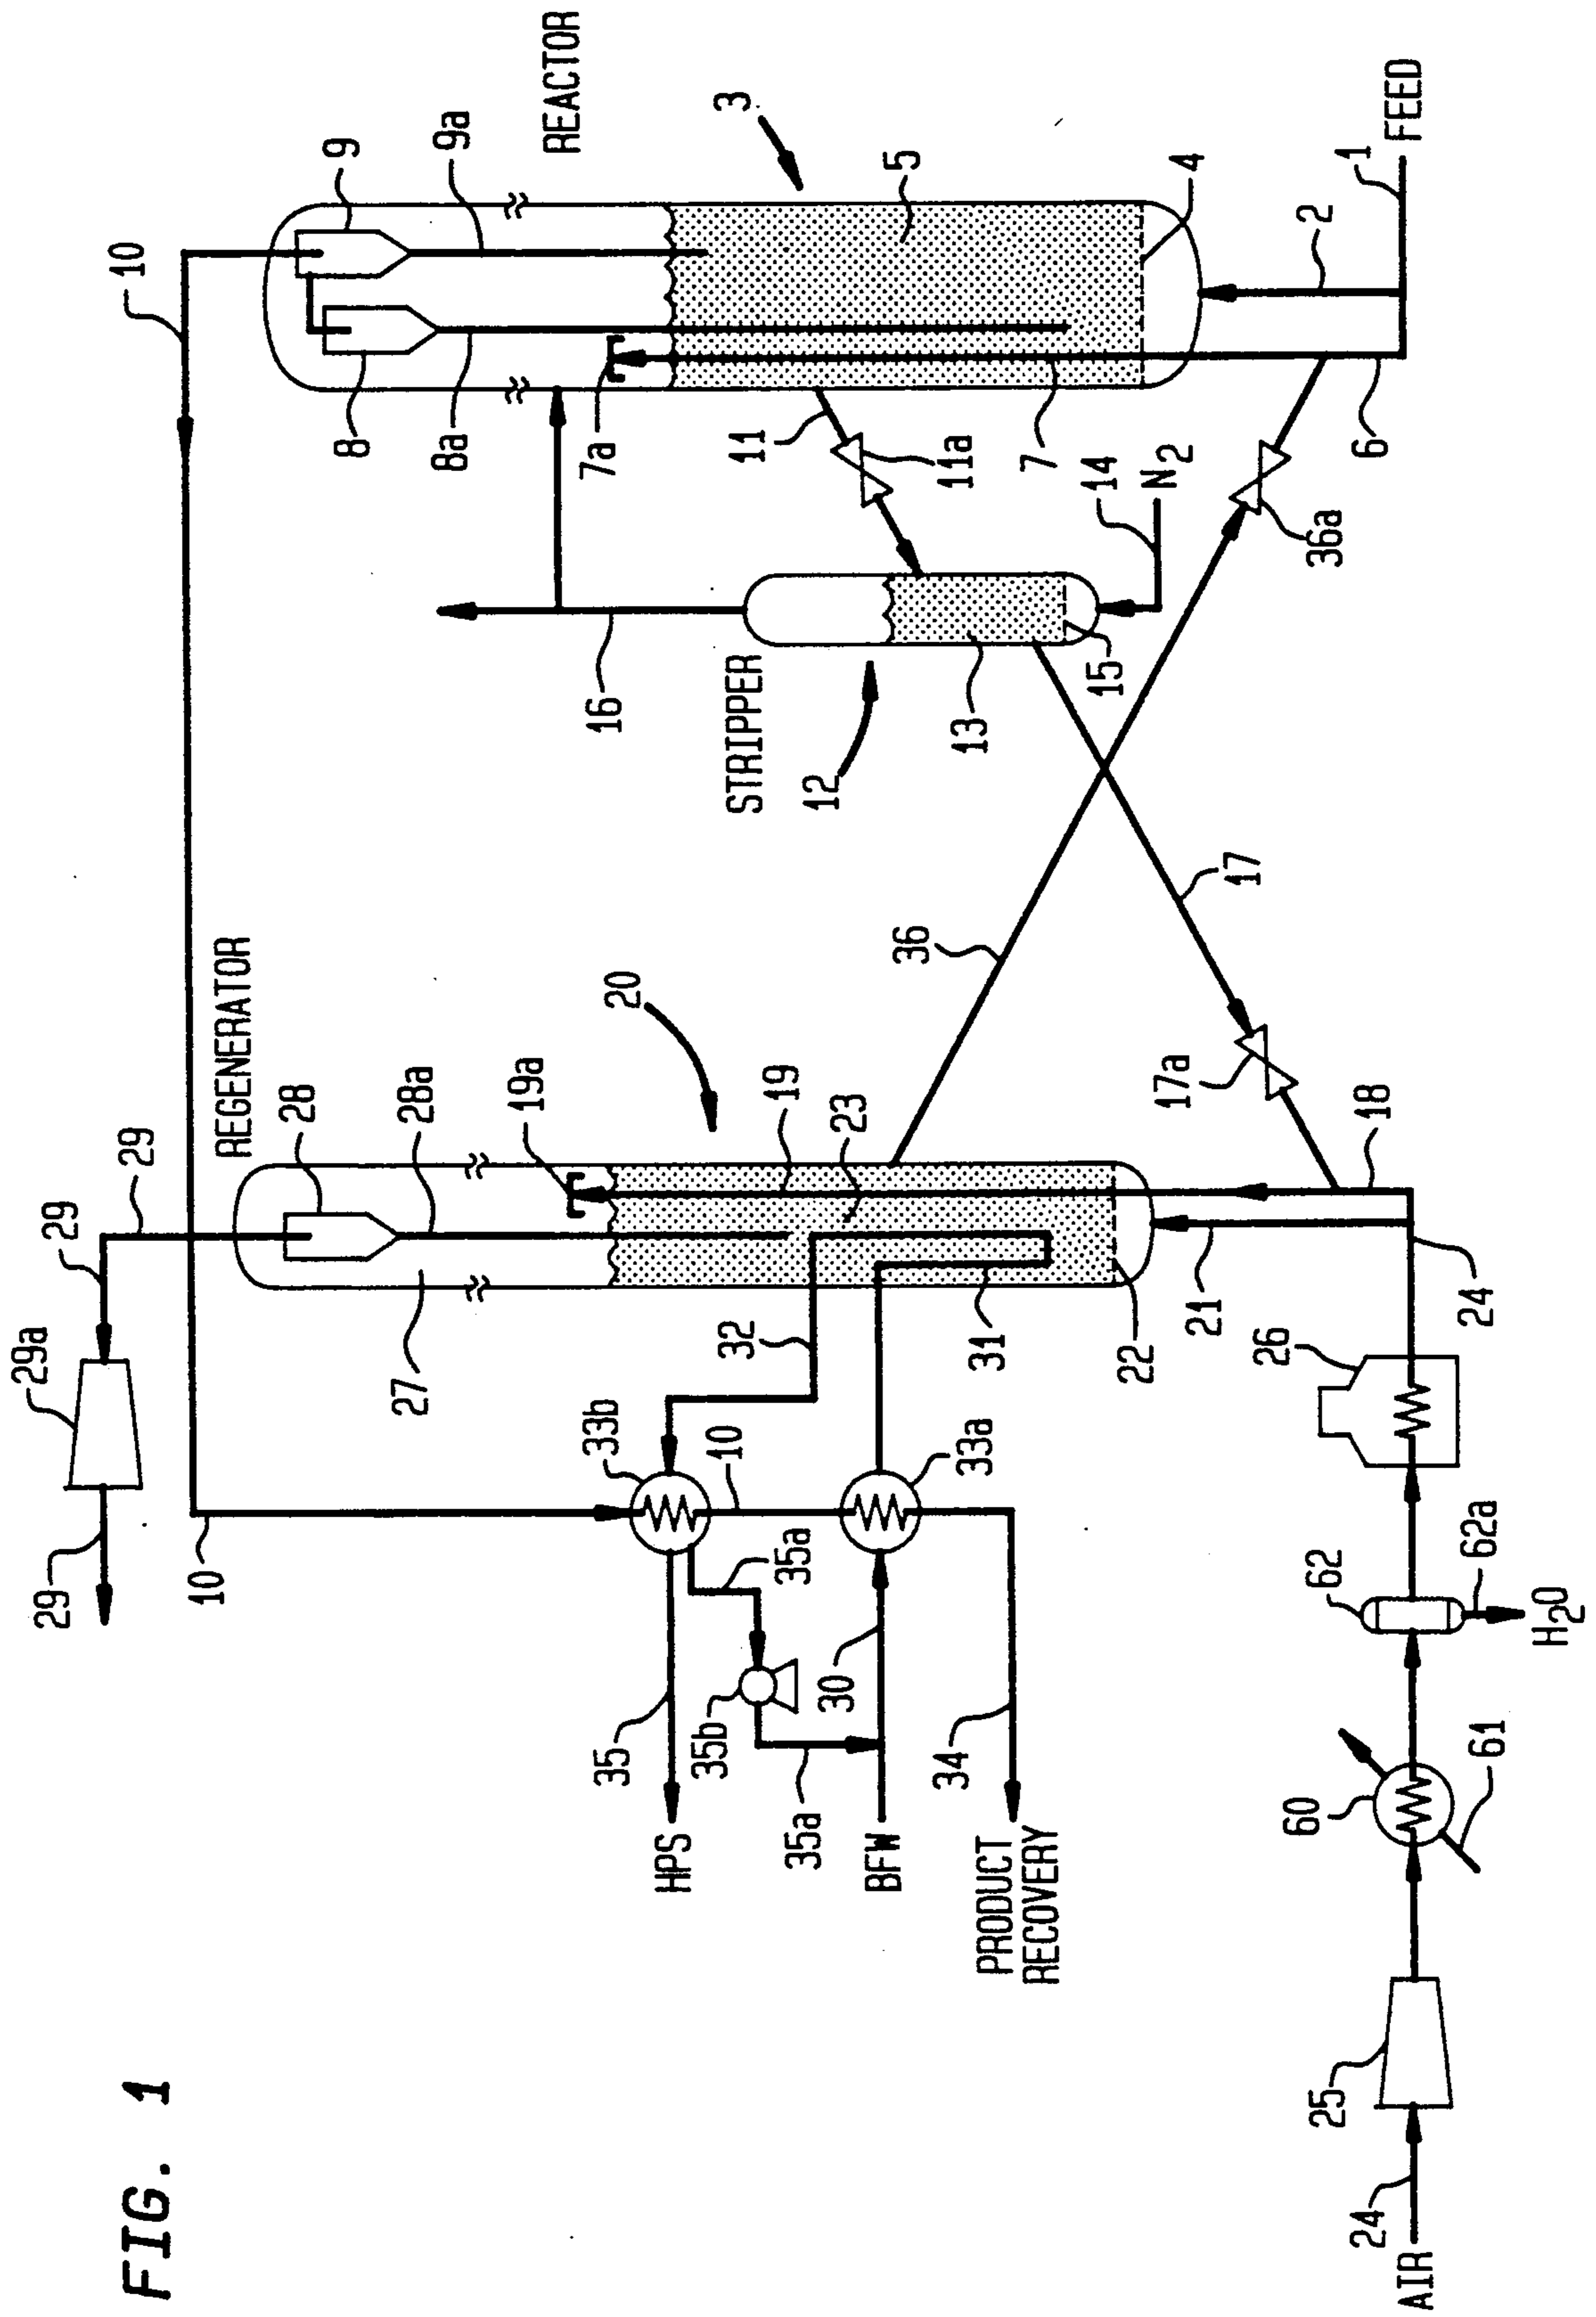 FIG. 1
REACTOR
REGENERATOR
STRIPPER
10
9
9a
3
5
4
1
FEED
2
8
8a
7a
11
11a
7
14
N2
6
36a
16
12
13
15
17
36
20
17a
18
29
29
28
28a
19a
19
23
29a
27
32
31
22
21
24
26
33b
10
33a
29
10
35a
62
62a
H2O
35
35b
30
34
60
61
HPS
35a
BFW
PRODUCT
RECOVERY
25
24
AIR